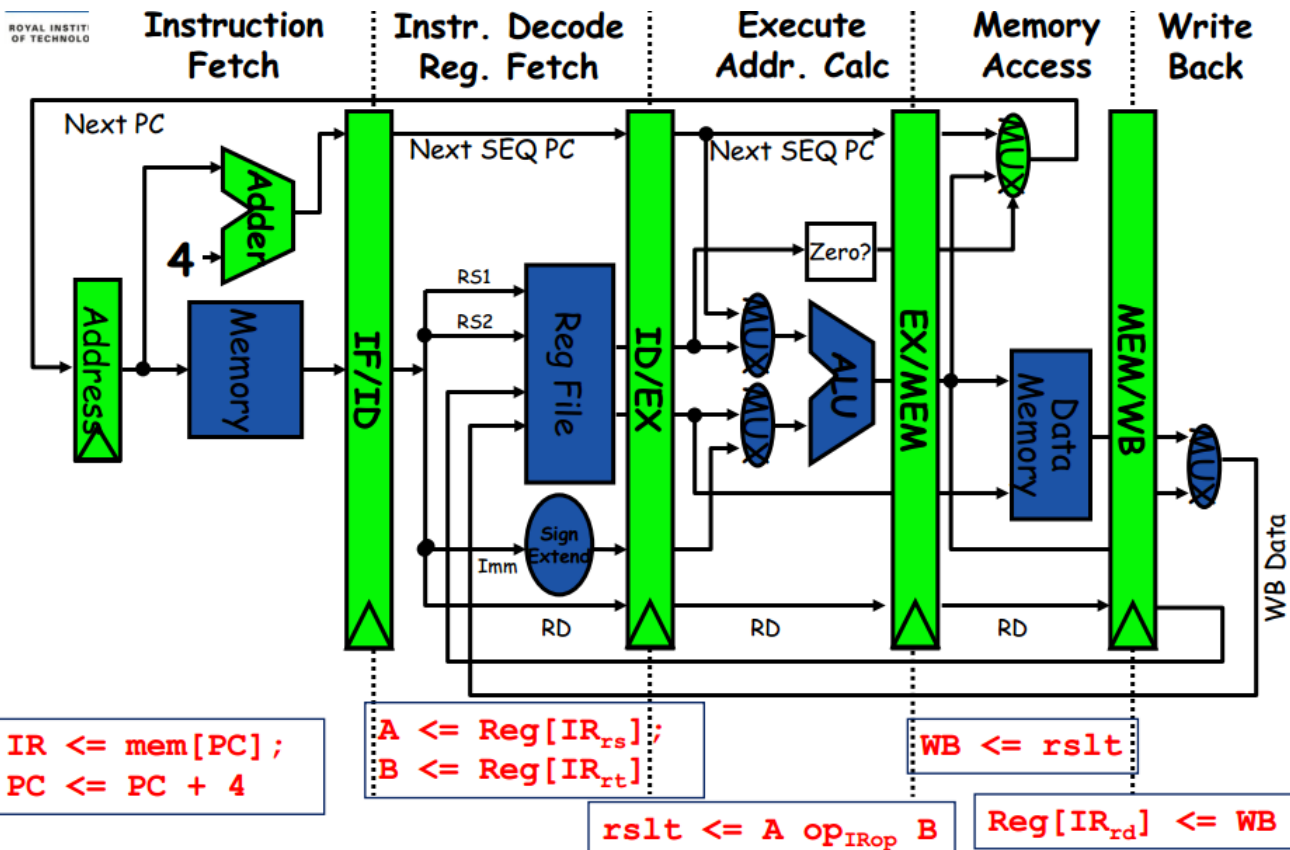 ROYAL INSTIT
OF TECHNOLO
Instruction
Fetch
Instr. Decode
Reg. Fetch
Execute
Addr. Calc
Memory
Access
Write
Back
Next PC
Next SEQ PC
Next SEQ PC
MUX
Adder
4
Zero?
RS1
RS2
Address
Memory
IF/ID
Reg File
ID/EX
MUX
MUX
ALU
EX/MEM
Data
Memory
MEM/WB
MUX
Sign
Extend
Imm
RD
RD
RD
WB Data
IR <= mem[PC];
PC <= PC + 4
A <= Reg[IRrs];
B <= Reg[IRrt]
WB <= rslt
rslt <= A opIRop B
Reg[IRrd] <= WB